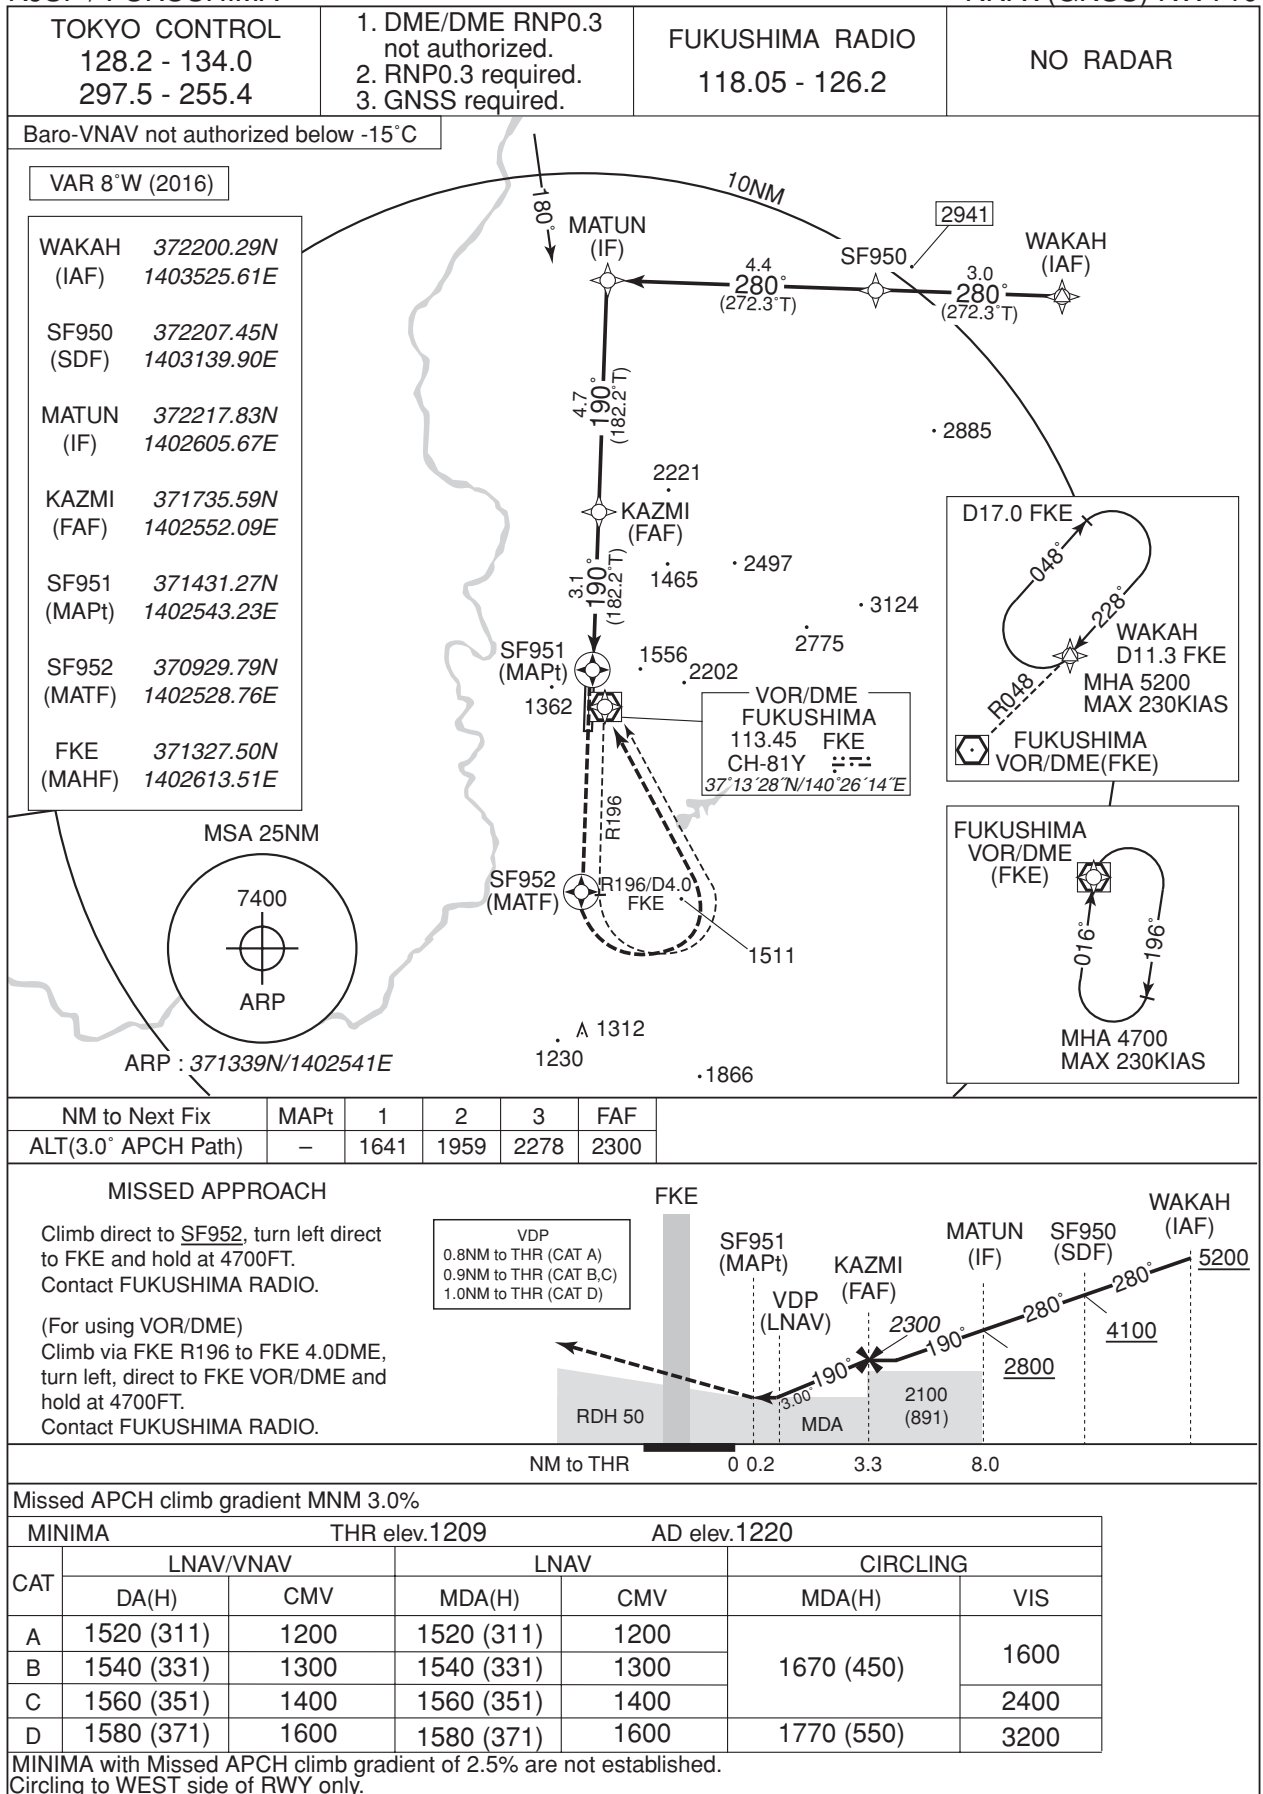 TOKYO CONTROL
128.2 - 134.0
297.5 - 255.4
1. DME/DME RNP0.3
not authorized.
2. RNP0.3 required.
3. GNSS required.
FUKUSHIMA RADIO
118.05 - 126.2
NO RADAR
Baro-VNAV not authorized below -15˚C
VAR 8˚W (2016)
WAKAH 372200.29N
(IAF) 1403525.61E
SF950 372207.45N
(SDF) 1403139.90E
MATUN 372217.83N
(IF) 1402605.67E
KAZMI 371735.59N
(FAF) 1402552.09E
SF951 371431.27N
(MAPt) 1402543.23E
SF952 370929.79N
(MATF) 1402528.76E
FKE 371327.50N
(MAHF) 1402613.51E
180˚
10NM
MATUN
(IF)
4.4
280˚
(272.3˚T)
SF950
2941
3.0
280˚
(272.3˚T)
WAKAH
(IAF)
4.7
190˚
(182.2˚T)
2885
2221
KAZMI
(FAF)
3.1
190˚
(182.2˚T)
1465
2497
3124
2775
SF951
(MAPt)
1556
2202
1362
VOR/DME
FUKUSHIMA
113.45 FKE
CH-81Y
37˚13´28˝N/140˚26´14˝E
R196
SF952
(MATF)
R196/D4.0
FKE
1511
1312
1230
1866
D17.0 FKE
048˚
228˚
WAKAH
D11.3 FKE
MHA 5200
MAX 230KIAS
R048
FUKUSHIMA
VOR/DME(FKE)
FUKUSHIMA
VOR/DME
(FKE)
016˚
196˚
MHA 4700
MAX 230KIAS
MSA 25NM
7400
ARP
ARP : 371339N/1402541E
NM to Next Fix MAPt 1 2 3 FAF
ALT(3.0˚ APCH Path) – 1641 1959 2278 2300
MISSED APPROACH
Climb direct to SF952, turn left direct
to FKE and hold at 4700FT.
Contact FUKUSHIMA RADIO.
(For using VOR/DME)
Climb via FKE R196 to FKE 4.0DME,
turn left, direct to FKE VOR/DME and
hold at 4700FT.
Contact FUKUSHIMA RADIO.
VDP
0.8NM to THR (CAT A)
0.9NM to THR (CAT B,C)
1.0NM to THR (CAT D)
FKE
SF951
(MAPt)
VDP
(LNAV)
KAZMI
(FAF)
MATUN
(IF)
SF950
(SDF)
WAKAH
(IAF)
5200
280˚
280˚
4100
2300
190˚
2800
190˚
3.00˚
RDH 50
MDA
2100
(891)
NM to THR 0 0.2 3.3 8.0
Missed APCH climb gradient MNM 3.0%
MINIMA THR elev.1209 AD elev.1220
CAT LNAV/VNAV LNAV CIRCLING
DA(H) CMV MDA(H) CMV MDA(H) VIS
A 1520 (311) 1200 1520 (311) 1200 1670 (450) 1600
B 1540 (331) 1300 1540 (331) 1300
C 1560 (351) 1400 1560 (351) 1400 2400
D 1580 (371) 1600 1580 (371) 1600 1770 (550) 3200
MINIMA with Missed APCH climb gradient of 2.5% are not established.
Circling to WEST side of RWY only.